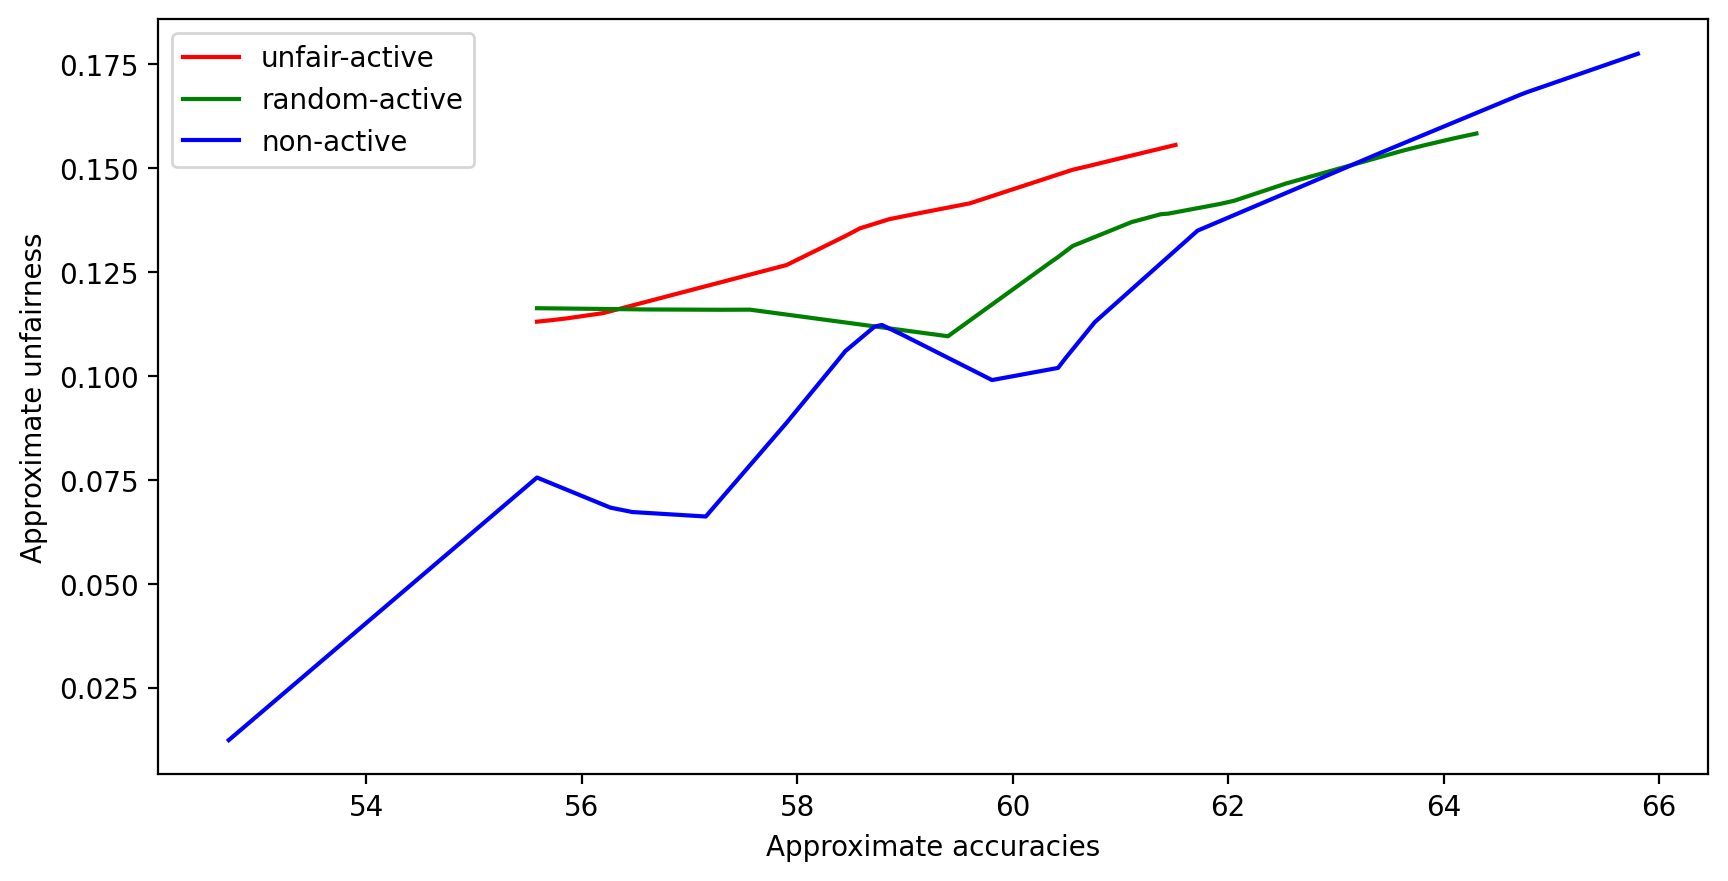 unfair-active
random-active
non-active
0.175
0.150
0.125
0.100
0.075
0.050
0.025
Approximate unfairness
54 56 58 60 62 64 66
Approximate accuracies